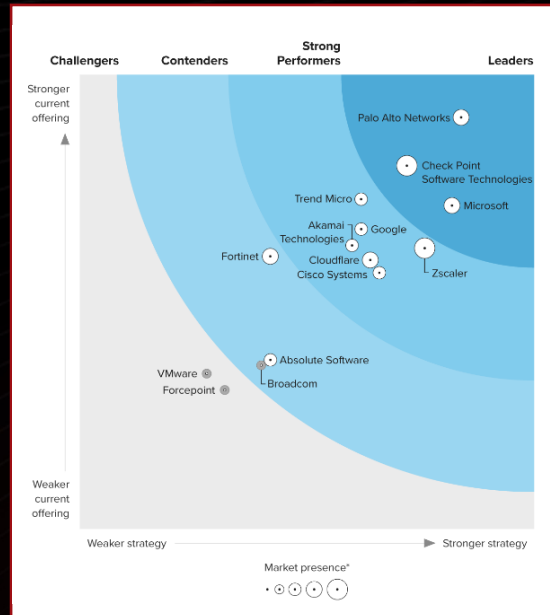 Challengers
Contenders
Strong
Performers
Leaders
Stronger
current
offering
Palo Alto Networks
Check Point
Software Technologies
Trend Micro
Microsoft
Akamai
Technologies
Google
Fortinet
Cloudflare
Cisco Systems
Zscaler
Absolute Software
VMware
Broadcom
Forcepoint
Weaker
current
offering
Weaker strategy
Stronger strategy
Market presence*